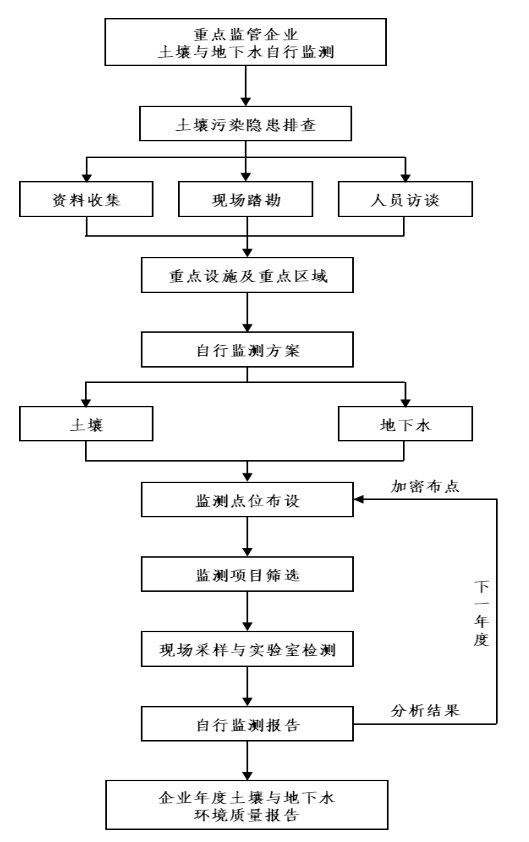 重点监管企业
土壤与地下水自行监测
土壤污染隐患排查
资料收集
现场踏勘
人员访谈
重点设施及重点区域
自行监测方案
土壤
地下水
监测点位布设
加密布点
监测项目筛选
下一年度
现场采样与实验室检测
自行监测报告
分析结果
企业年度土壤与地下水
环境质量报告